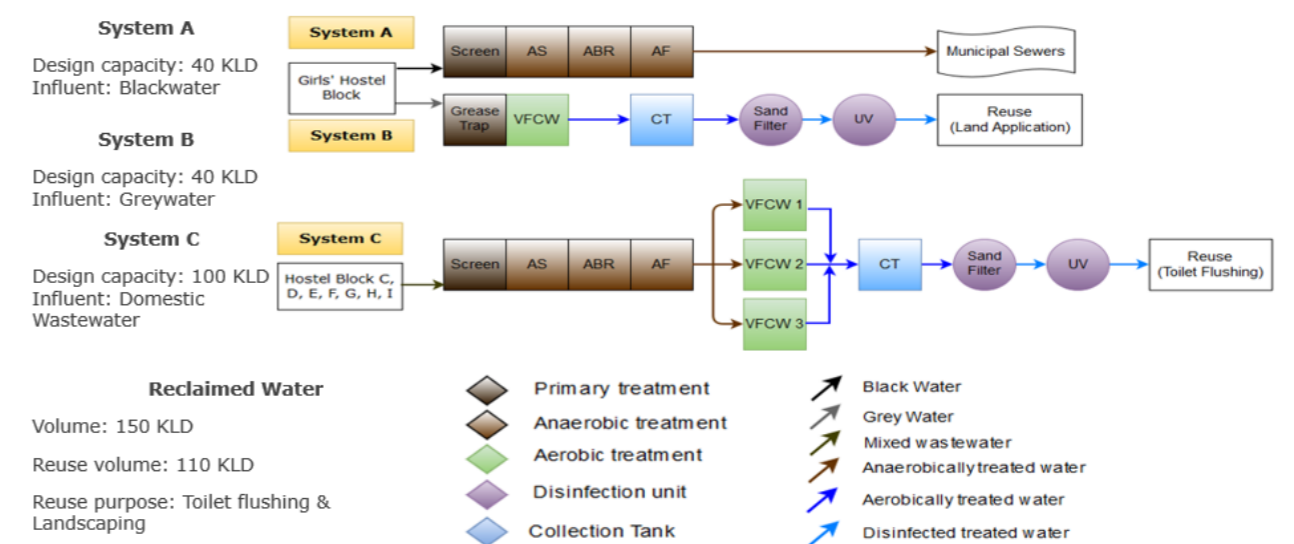 System A
Design capacity: 40 KLD
Influent: Blackwater
System B
Design capacity: 40 KLD
Influent: Greywater
System C
Design capacity: 100 KLD
Influent: Domestic
Wastewater
Reclaimed Water
Volume: 150 KLD
Reuse volume: 110 KLD
Reuse purpose: Toilet flushing &
Landscaping
System A
Girls' Hostel
Block
System B
Screen
AS
ABR
AF
Municipal Sewers
Grease
Trap
VFCW
CT
Sand
Filter
UV
Reuse
(Land Application)
System C
Hostel Block C,
D, E, F, G, H, I
Screen
AS
ABR
AF
VFCW 1
VFCW 2
VFCW 3
CT
Sand
Filter
UV
Reuse
(Toilet Flushing)
Primary treatment
Anaerobic treatment
Aerobic treatment
Disinfection unit
Collection Tank
Black Water
Grey Water
Mixed wastewater
Anaerobically treated water
Aerobically treated water
Disinfected treated water